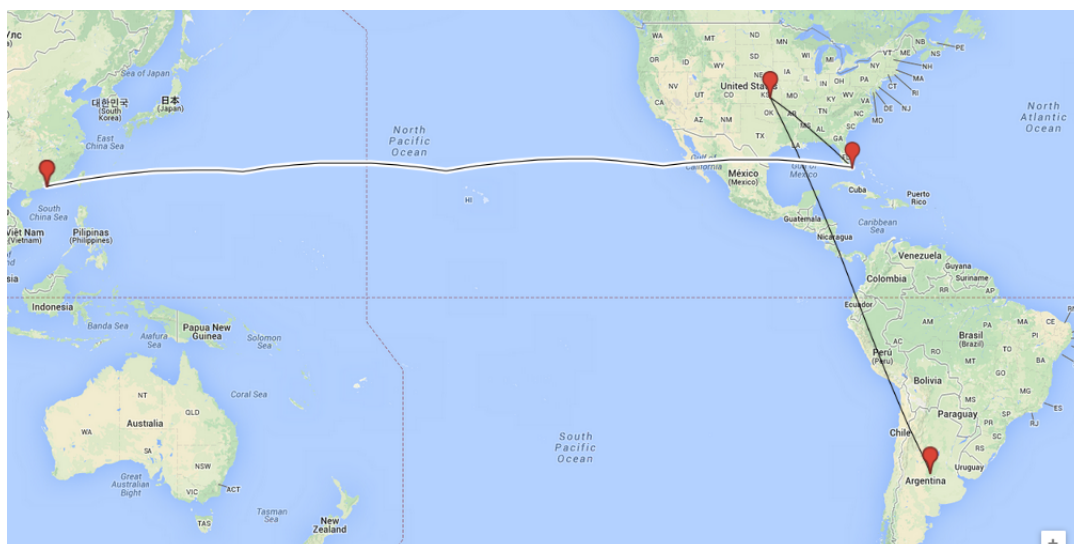 Улс
WA
MT
ND
MN
OR
ID
SD
WI
MI
WY
NE
IA
NV
UT
CO
United States
KS
MO
IL
IN
OH
PA
NY
VT
ME
NB
PE
NS
NH
MA
RI
CT
NJ
DE
MD
WV
VA
KY
TN
NC
SC
CA
AZ
NM
OK
AR
MS
AL
GA
TX
LA
FL
Sea of Japan
대한민국
(South
Korea)
日本
(Japan)
East
China Sea
North
Pacific
Ocean
North
Atlantic
Ocean
South
China Sea
HI
California
México
(Mexico)
Gulf of
Mexico
Cuba
Puerto
Rico
Việt Nam
(Vietnam)
Pilipinas
(Philippines)
Guatemala
Caribbean
Sea
Nicaragua
Venezuela
Guyana
Suriname
Colombia
RR
AP
Ecuador
Indonesia
Banda Sea
Arafura
Sea
Papua New
Guinea
Solomon
Sea
AM
PA
MA
CE
PI
Brasil
(Brazil)
AC
RO
TO
BA
Perú
(Peru)
MT
GO
Bolivia
MG
ES
MS
SP
RJ
Paraguay
PR
SC
RS
Chile
Uruguay
Argentina
Coral Sea
NT
QLD
Australia
WA
SA
NSW
ACT
VIC
TAS
Great
Australian
Bight
Tasman
Sea
New
Zealand
South
Pacific
Ocean
+